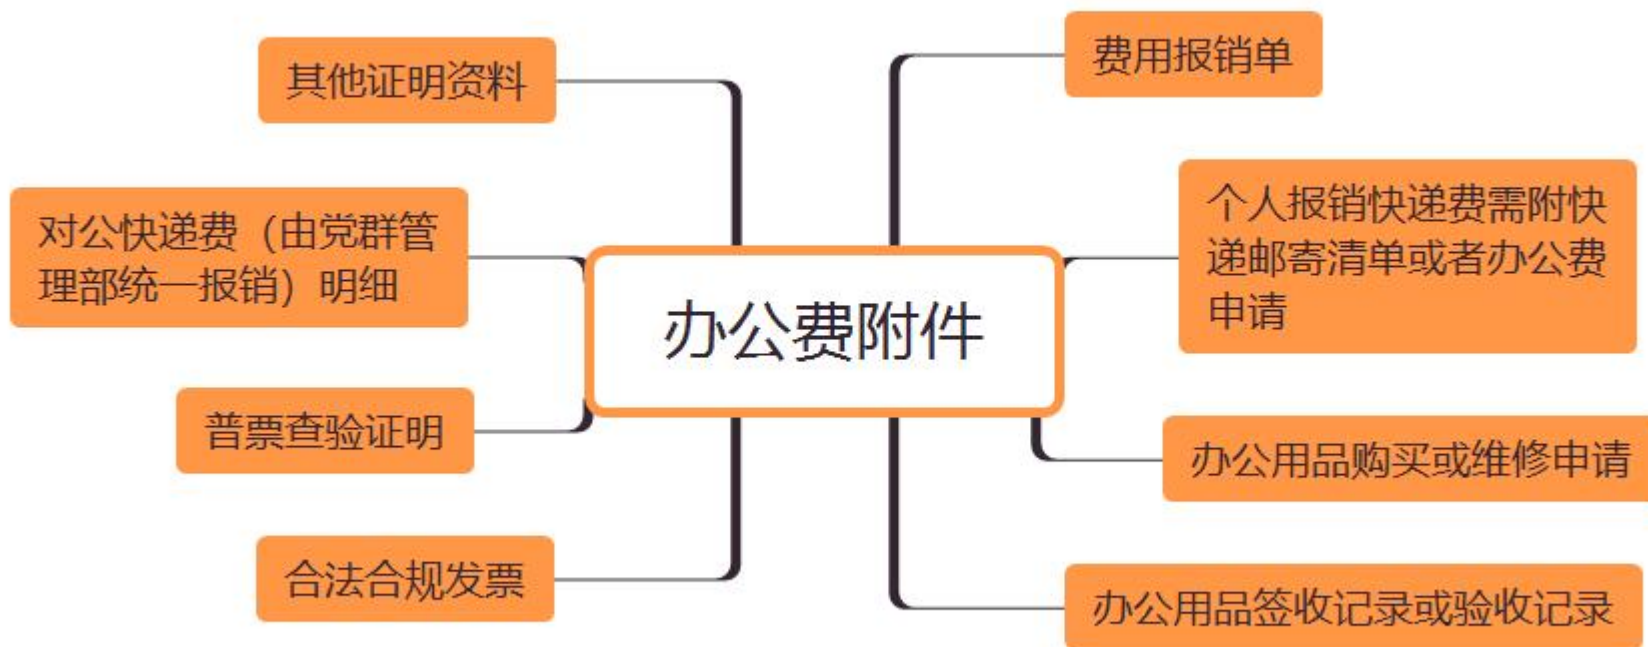 其他证明资料
费用报销单
对公快递费（由党群管
理部统一报销）明细
个人报销快递费需附快
递邮寄清单或者办公费
申请
办公费附件
普票查验证明
办公用品购买或维修申请
合法合规发票
办公用品签收记录或验收记录